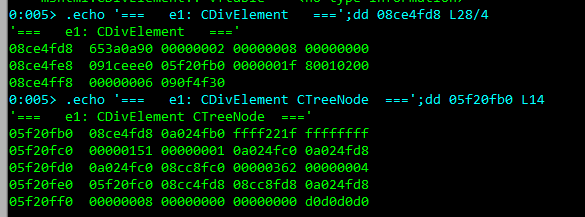 0:005> .echo '===   e1: CDivElement   ===';dd 08ce4fd8 L28/4
'===   e1: CDivElement   ==='
08ce4fd8  653a0a90 00000002 00000008 00000000
08ce4fe8  091ceee0 05f20fb0 0000001f 80010200
08ce4ff8  00000006 090f4f30
0:005> .echo '===   e1: CDivElement CTreeNode  ===';dd 05f20fb0 L14
'===   e1: CDivElement CTreeNode  ==='
05f20fb0  08ce4fd8 0a024fb0 ffff221f ffffffff
05f20fc0  00000151 00000001 0a024fc0 0a024fd8
05f20fd0  0a024fc0 08cc8fc0 00000362 00000004
05f20fe0  05f20fc0 08cc4fd8 08cc8fd8 0a024fd8
05f20ff0  00000008 00000000 00000000 d0d0d0d0